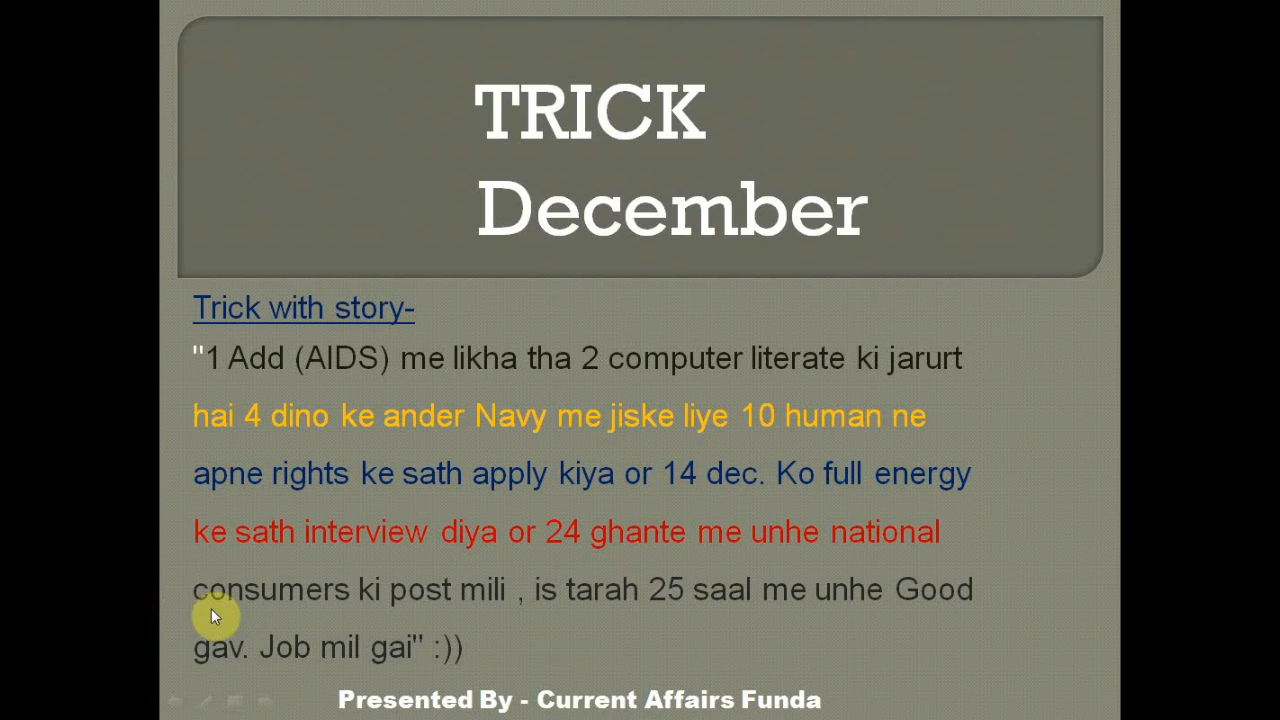 TRICK
December
Trick with story-
"1 Add (AIDS) me likha tha 2 computer literate ki jarurt
hai 4 dino ke ander Navy me jiske liye 10 human ne
apne rights ke sath apply kiya or 14 dec. Ko full energy
ke sath interview diya or 24 ghante me unhe national
consumers ki post mili , is tarah 25 saal me unhe Good
gav. Job mil gai" :))
Presented By - Current Affairs Funda